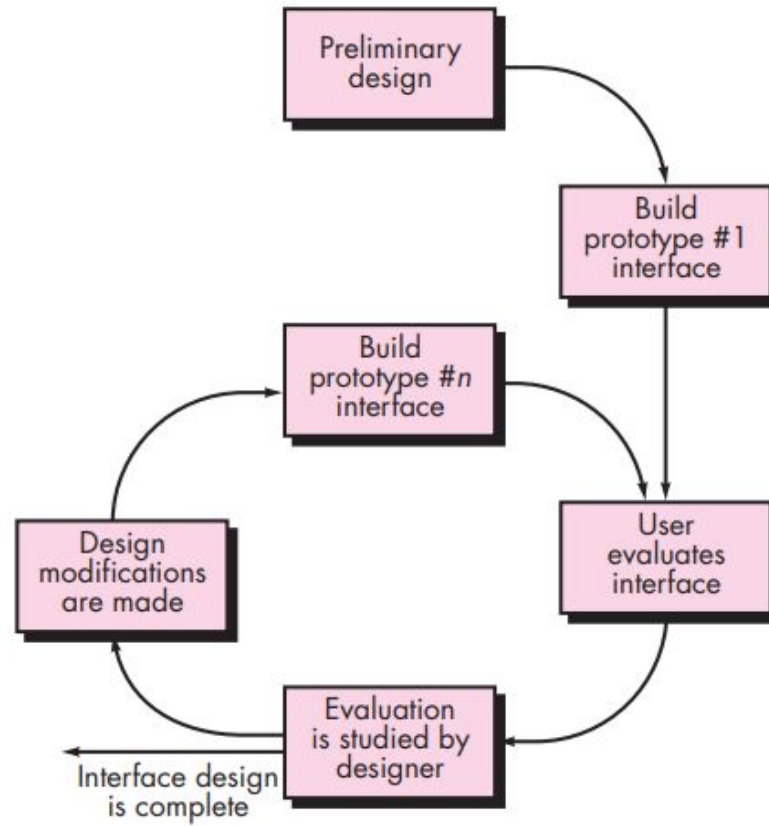 Preliminary
design
Build
prototype #1
interface
Build
prototype #n
interface
User
evaluates
interface
Design
modifications
are made
Evaluation
is studied by
designer
Interface design
is complete